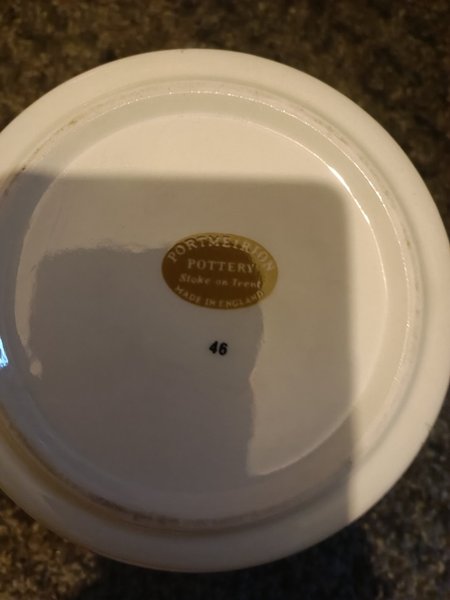 PORTMEIRION
POTTERY
Stoke on Trent
MADE IN ENGLAND
46